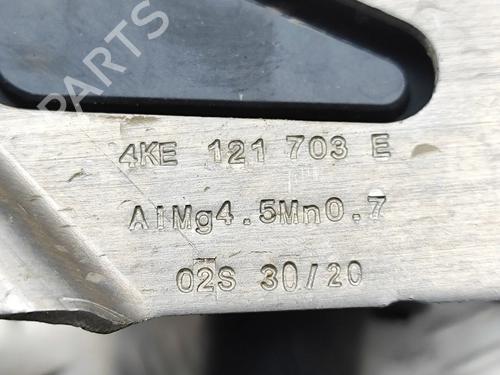 PARTS
4KE 121 703 E
AlMg4.5Mn0.7
02S 30/20